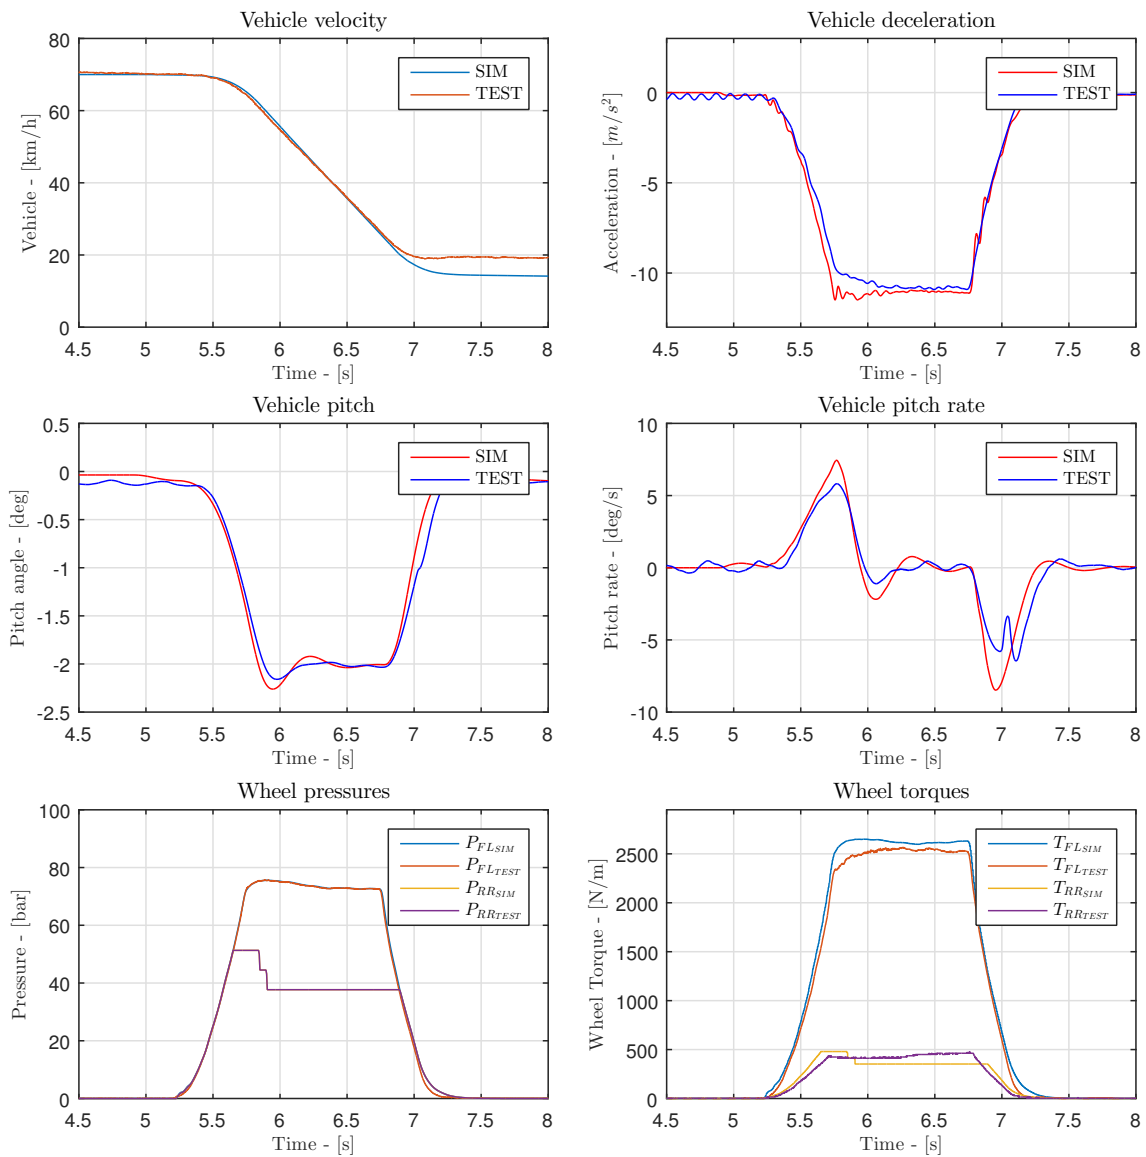 Vehicle velocity
80
60
40
20
0
4.5 5 5.5 6 6.5 7 7.5 8
Vehicle - [km/h]
Time - [s]
SIM
TEST
Vehicle deceleration
0
-5
-10
4.5 5 5.5 6 6.5 7 7.5 8
Acceleration - [m/s²]
Time - [s]
SIM
TEST
Vehicle pitch
0.5
0
-0.5
-1
-1.5
-2
-2.5
4.5 5 5.5 6 6.5 7 7.5 8
Pitch angle - [deg]
Time - [s]
SIM
TEST
Vehicle pitch rate
10
5
0
-5
-10
4.5 5 5.5 6 6.5 7 7.5 8
Pitch rate - [deg/s]
Time - [s]
SIM
TEST
Wheel pressures
100
80
60
40
20
0
4.5 5 5.5 6 6.5 7 7.5 8
Pressure - [bar]
Time - [s]
P_FL_SIM
P_FL_TEST
P_RR_SIM
P_RR_TEST
Wheel torques
2500
2000
1500
1000
500
0
4.5 5 5.5 6 6.5 7 7.5 8
Wheel Torque - [N/m]
Time - [s]
T_FL_SIM
T_FL_TEST
T_RR_SIM
T_RR_TEST